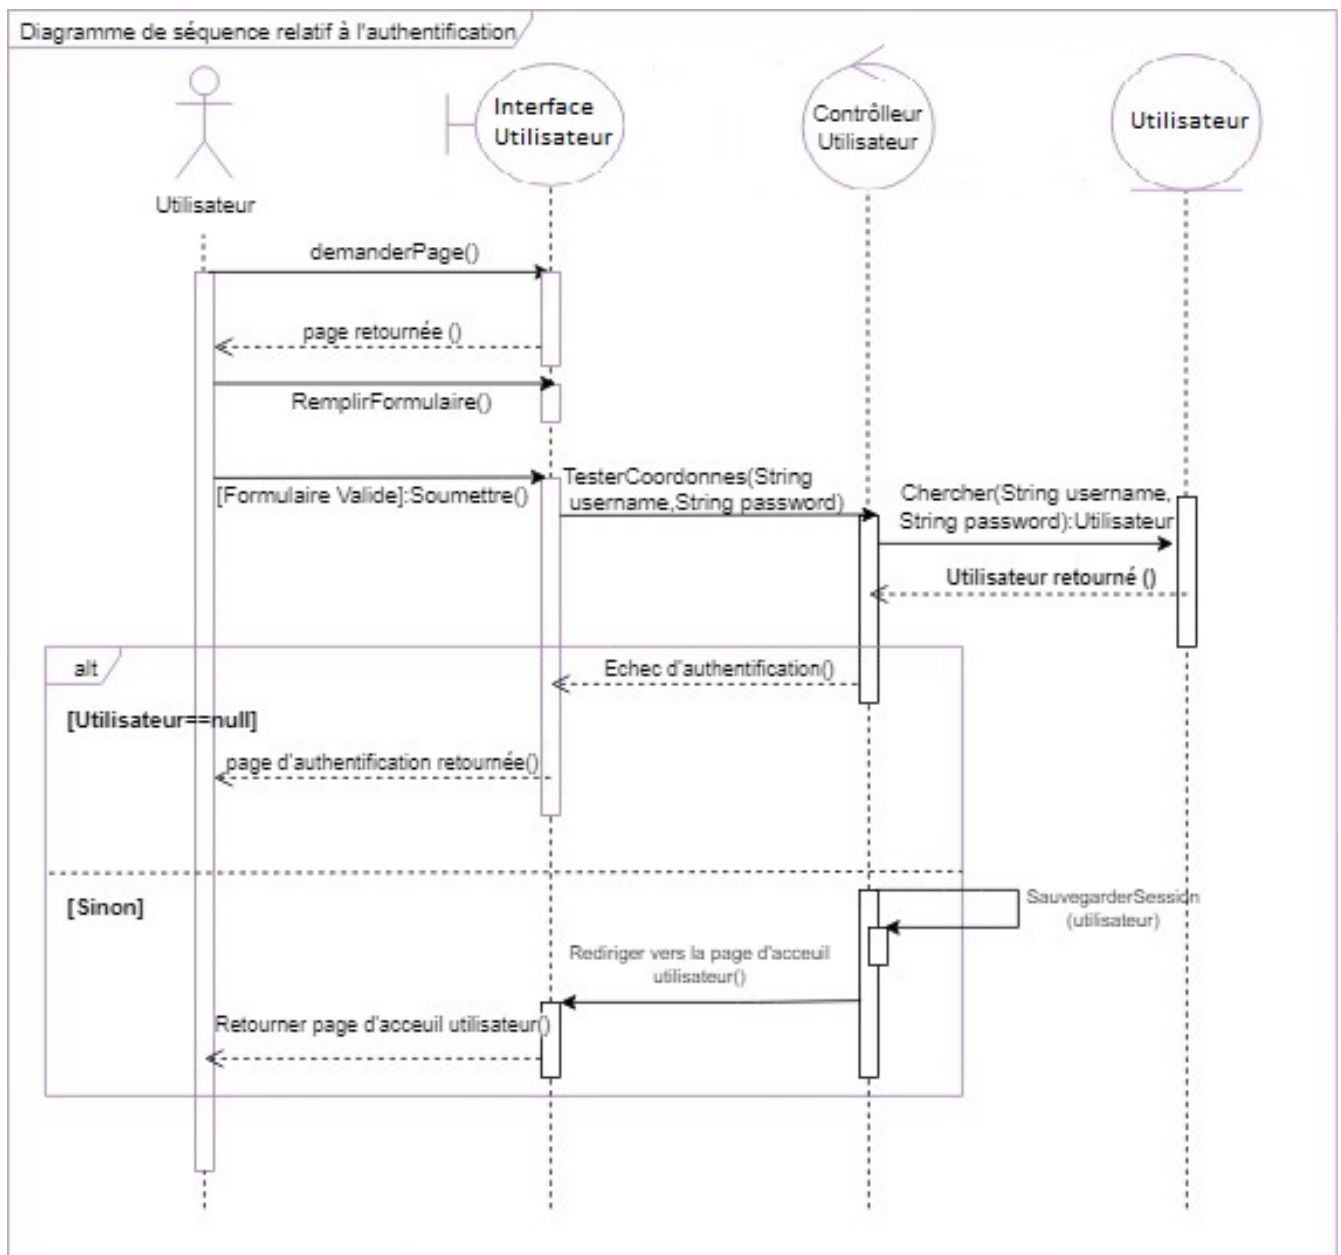 Diagramme de séquence relatif à l'authentification
Interface
Utilisateur
Contrôlleur
Utilisateur
Utilisateur
Utilisateur
demanderPage()
page retournée ()
RemplirFormulaire()
[Formulaire Valide]:Soumettre()
TesterCoordonnes(String
username,String password)
Chercher(String username,
String password):Utilisateur
Utilisateur retourné ()
alt
Echec d'authentification()
[Utilisateur==null]
page d'authentification retournée()
[Sinon]
SauvegarderSession
(utilisateur)
Rediriger vers la page d'acceuil
utilisateur()
Retourner page d'acceuil utilisateur()